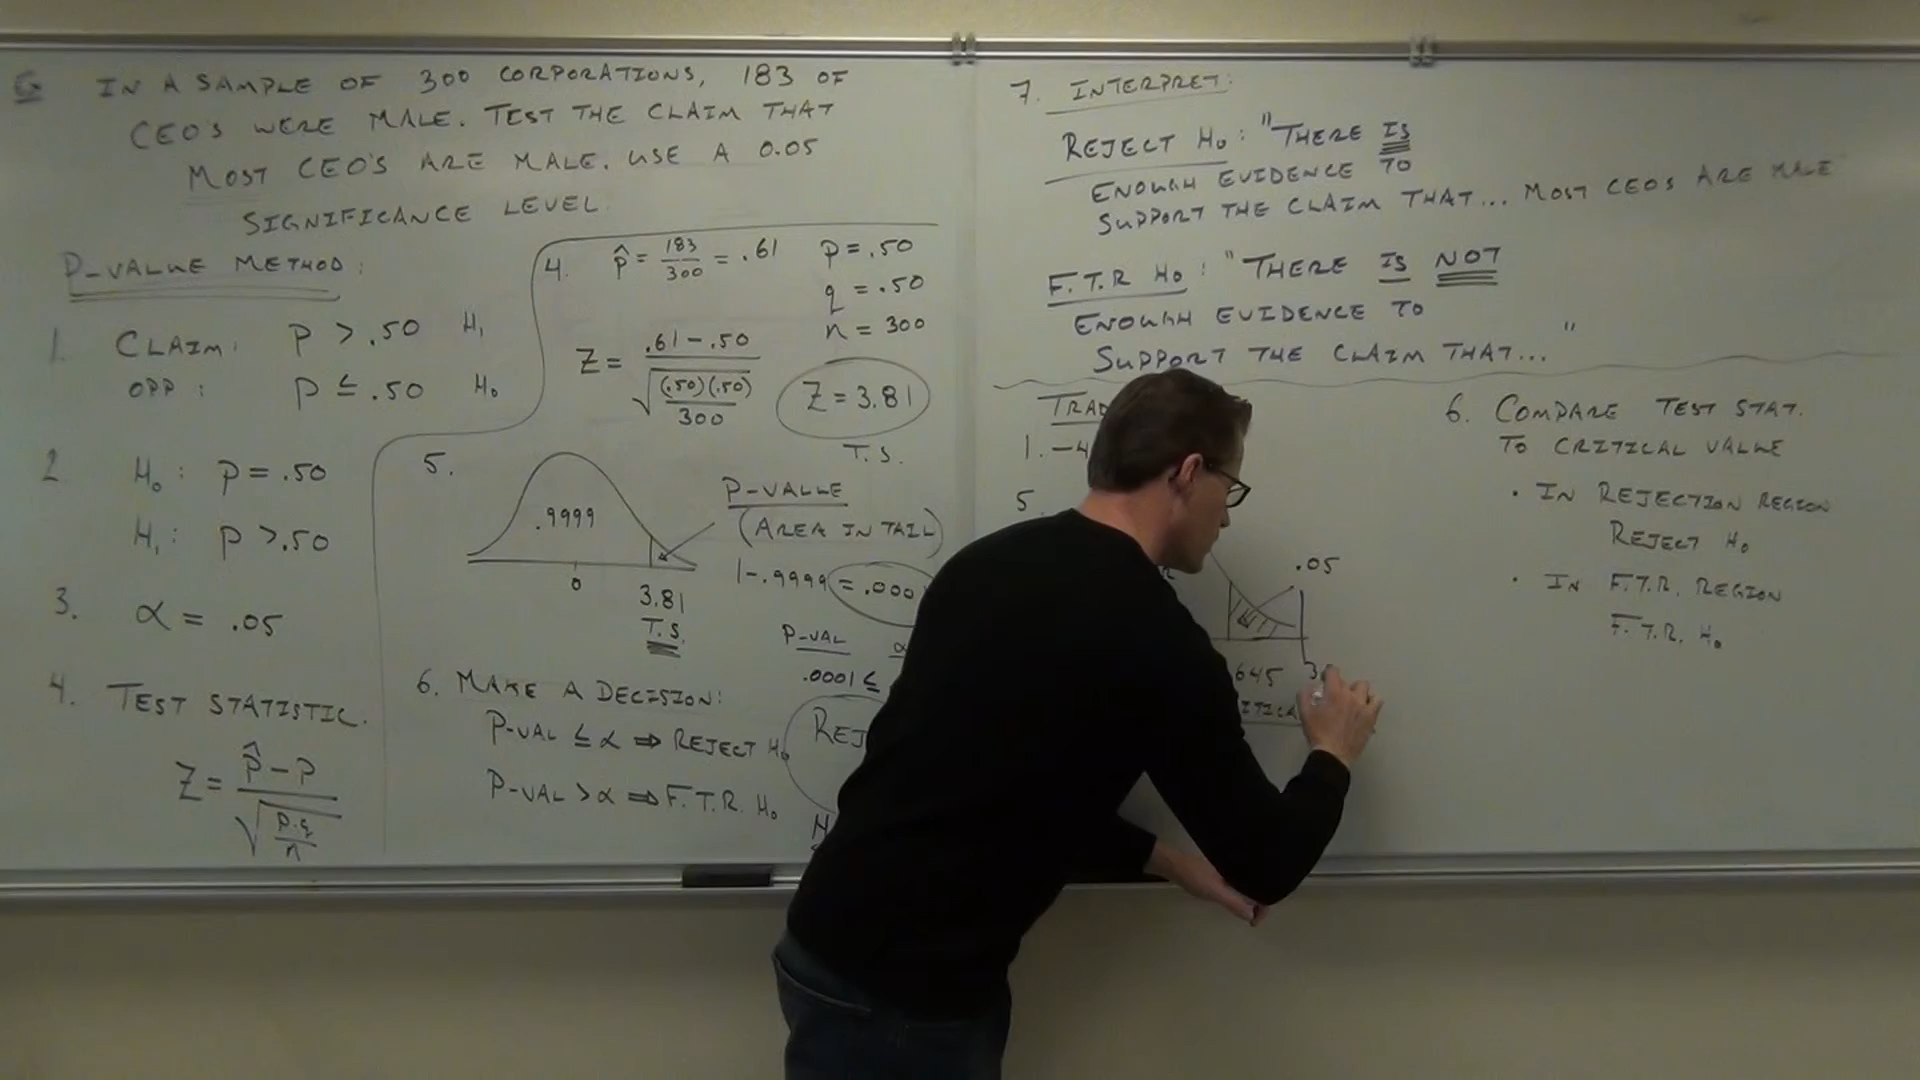 IN A SAMPLE OF 300 CORPORATIONS, 183 OF
CEO'S WERE MALE. TEST THE CLAIM THAT
MOST CEO'S ARE MALE. USE A 0.05
SIGNIFICANCE LEVEL.
P-VALUE METHOD:
1. CLAIM: P > .50 H₁
OPP: P ≤ .50 H₀
2 H₀: P = .50
H₁: P > .50
3. α = .05
4. TEST STATISTIC.
Z = (p̂ - P) / √(P·q/n)
4. p̂ = 183/300 = .61
P = .50
q = .50
n = 300
Z = (.61 - .50) / √((.50)(.50)/300)
Z = 3.81
T.S.
5.
.9999
0
3.81
T.S.
P-VALUE
(AREA IN TAIL)
1-.9999 = .000
P-VAL α
.0001 ≤
REJ
6. MAKE A DECISION:
P-VAL ≤ α ⇒ REJECT H₀
P-VAL > α ⇒ F.T.R. H₀
7. INTERPRET:
REJECT H₀: "THERE IS
ENOUGH EVIDENCE TO
SUPPORT THE CLAIM THAT... MOST CEOS ARE MALE
F.T.R H₀: "THERE IS NOT
ENOUGH EVIDENCE TO
SUPPORT THE CLAIM THAT..."
TRAD
1. -4
5.
.05
645
ITICA
6. COMPARE TEST STAT.
TO CRITICAL VALUE
· IN REJECTION REGION
REJECT H₀
· IN F.T.R. REGION
F.T.R. H₀